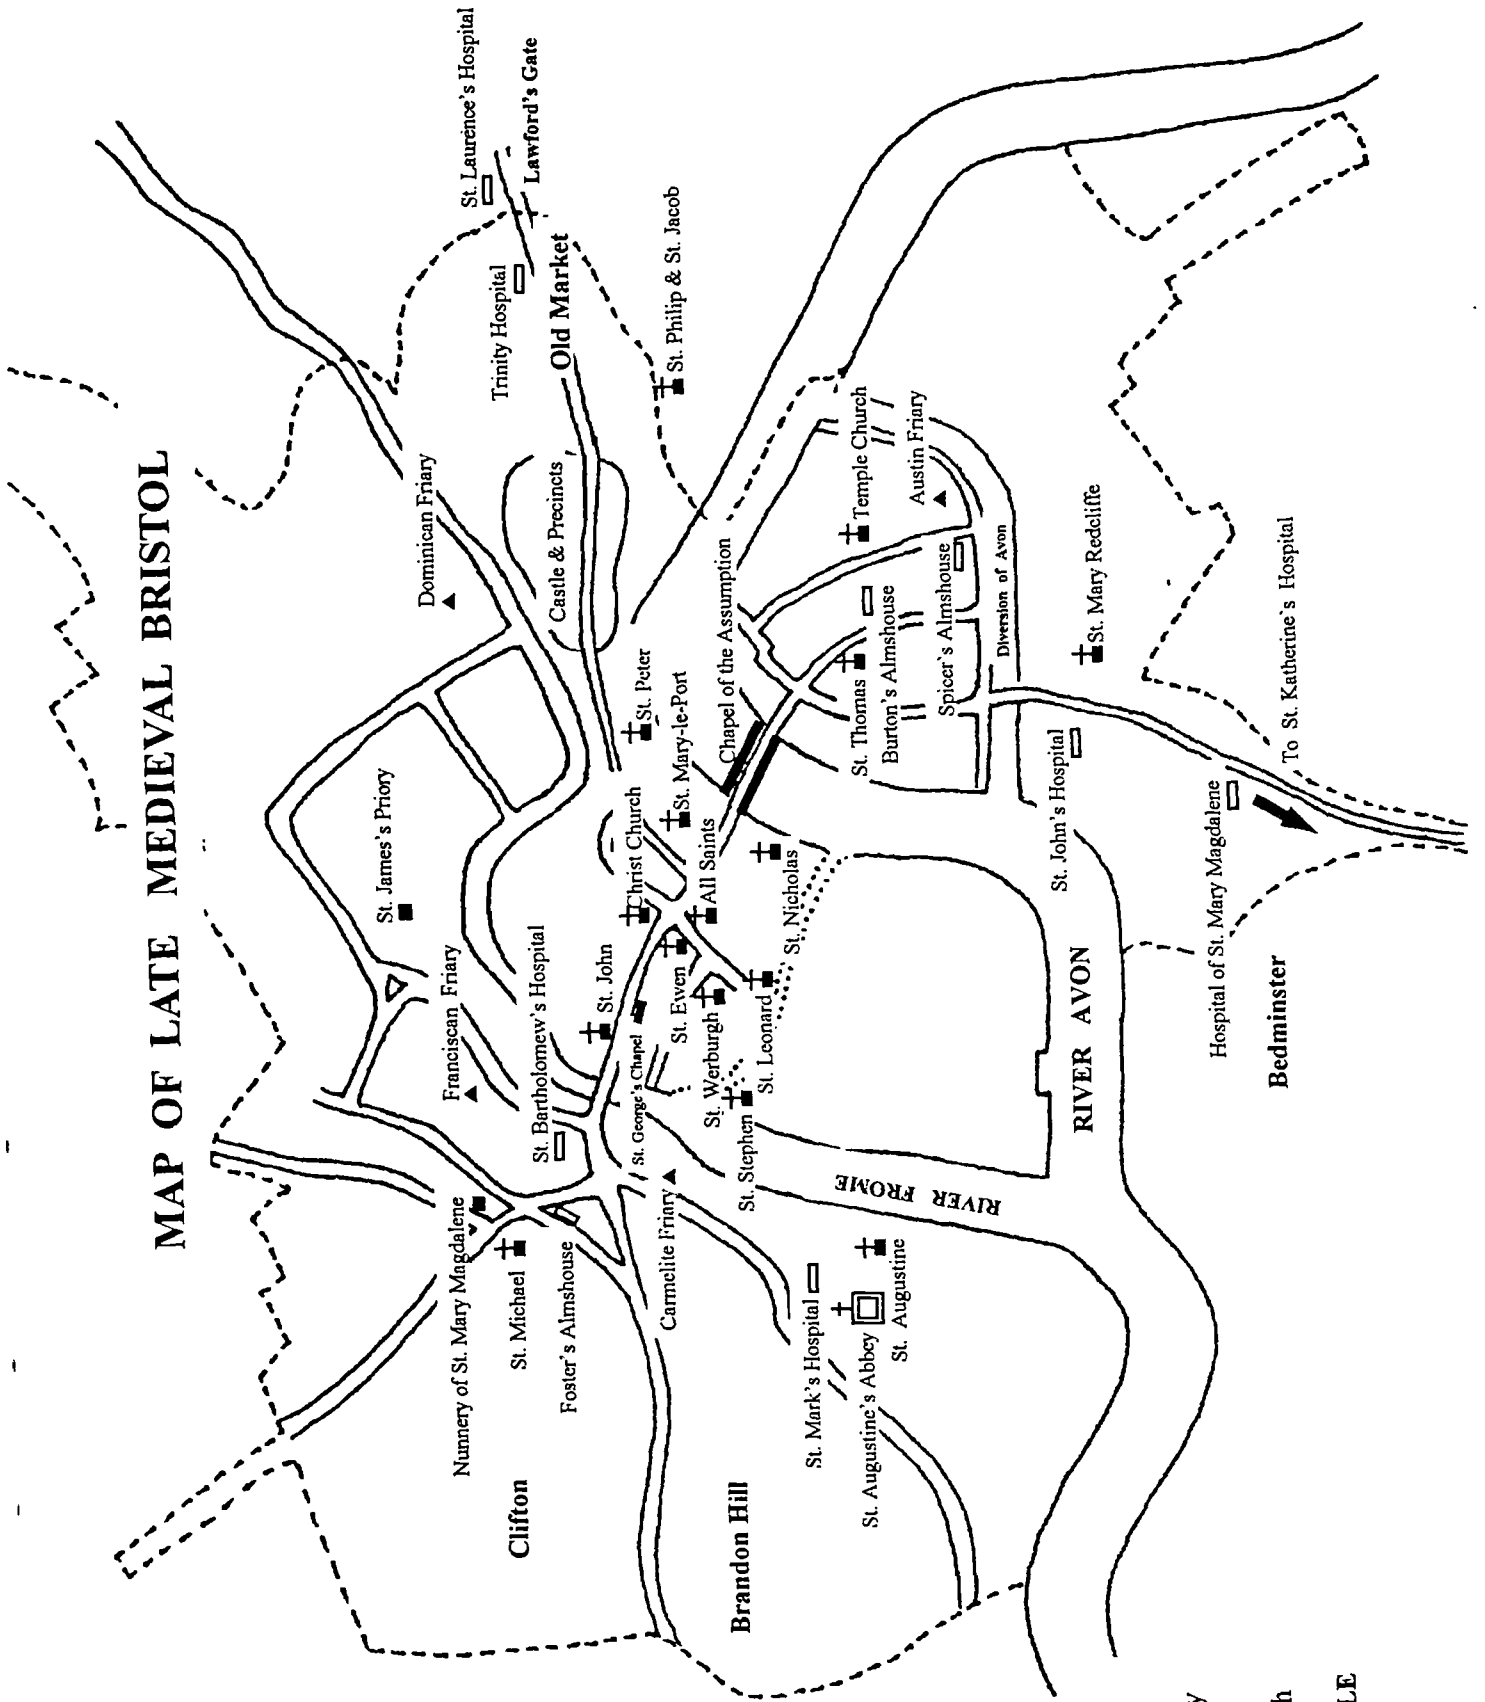 MAP OF LATE MEDIEVAL BRISTOL
St. Laurence's Hospital
Lawford's Gate
Trinity Hospital
Old Market
St. Philip & St. Jacob
Dominican Friary
Castle & Precincts
St. James's Priory
St. Peter
St. Mary-le-Port
Chapel of the Assumption
Temple Church
Austin Friary
Franciscan Friary
St. Bartholomew's Hospital
St. John
Christ Church
All Saints
St. Nicholas
St. Thomas
Burton's Almshouse
Spicer's Almshouse
Diversion of Avon
St. Mary Redcliffe
St. George's Chapel
St. Ewen
St. Werburgh
St. Leonard
St. Stephen
St. John's Hospital
Hospital of St. Mary Magdalene
To St. Katherine's Hospital
Nunnery of St. Mary Magdalene
St. Michael
Foster's Almshouse
Carmelite Friary
RIVER FROME
RIVER AVON
Bedminster
St. Mark's Hospital
St. Augustine's Abbey
St. Augustine
Clifton
Brandon Hill
y
h
LE